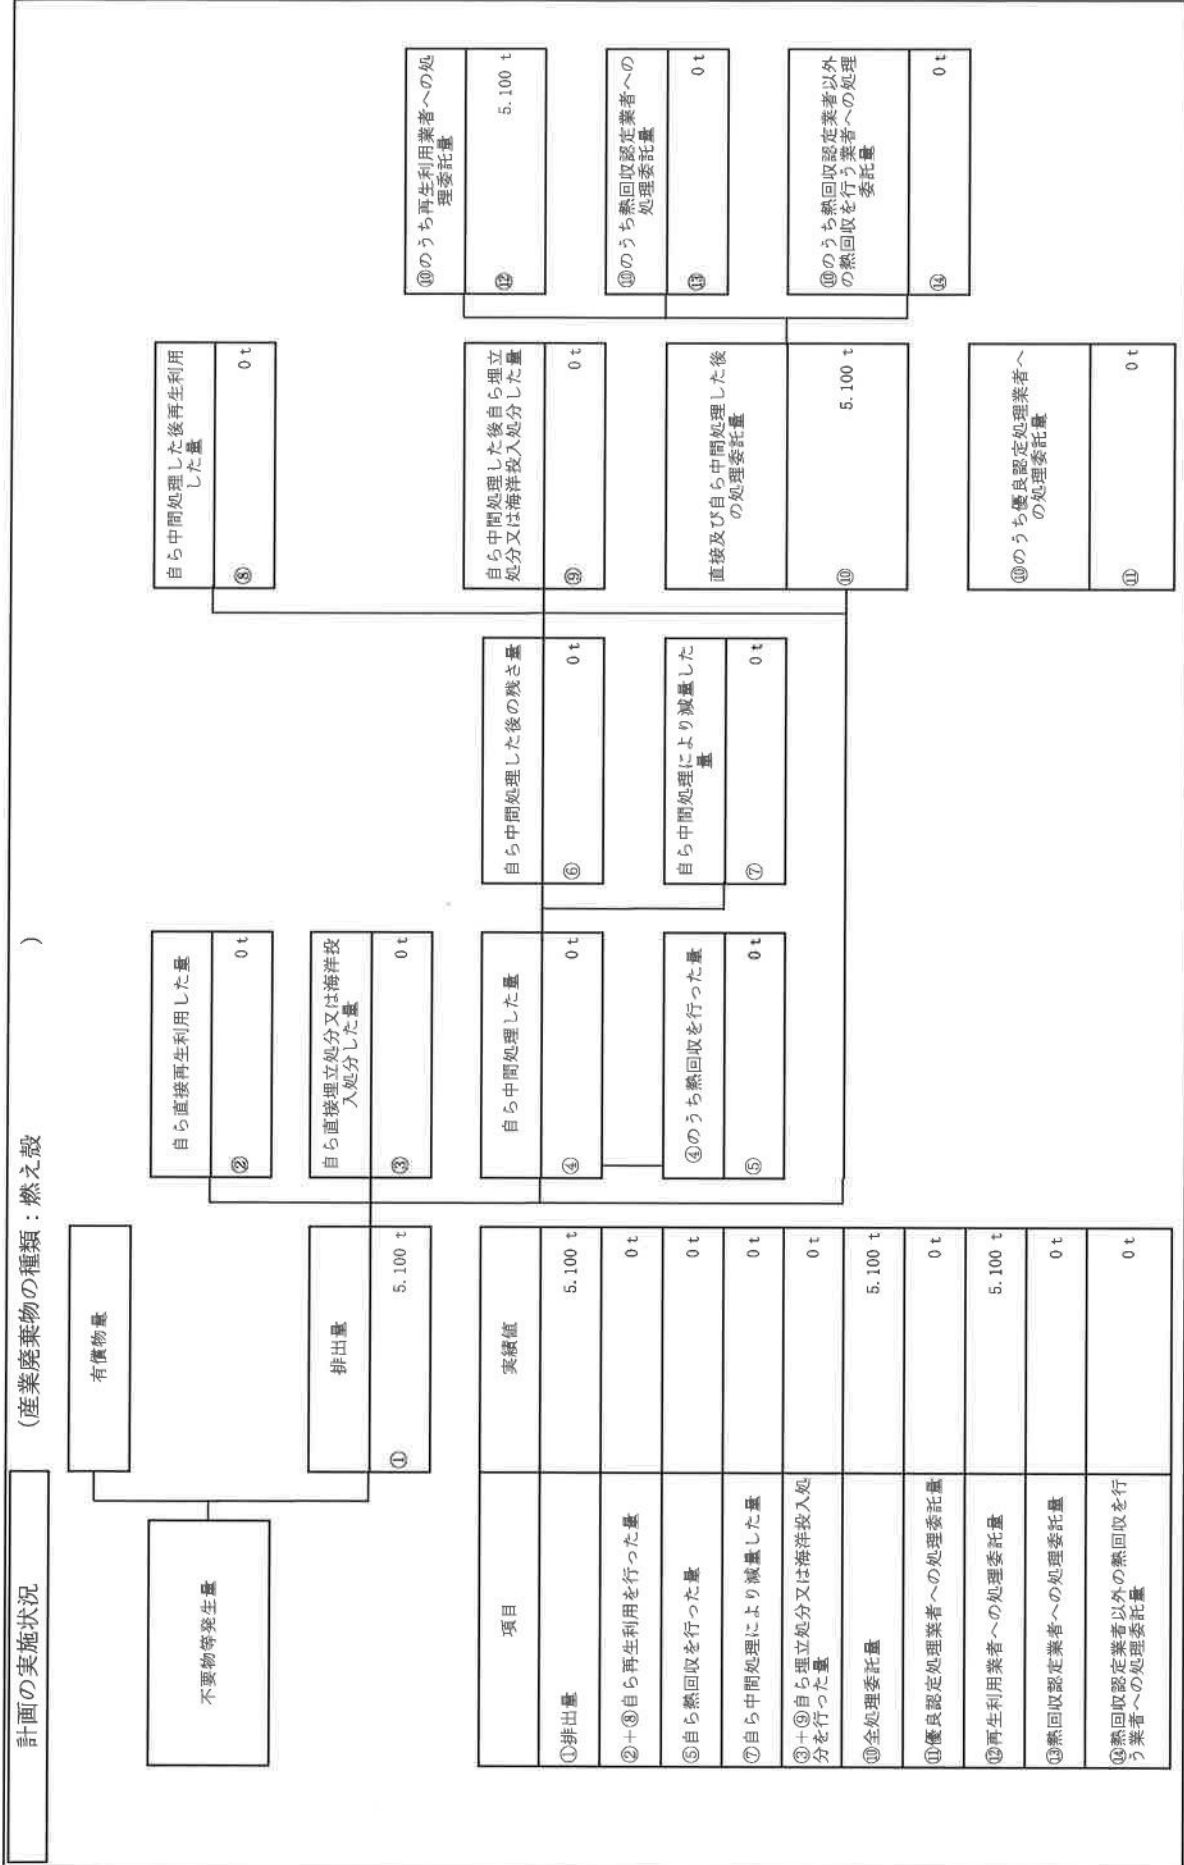 計画の実施状況
（産業廃棄物の種類：燃え殻　　　　　　）
不要物等発生量
有償物量
排出量
① 5.100 t
自ら直接再生利用した量
② 0 t
自ら直接埋立処分又は海洋投
入処分した量
③ 0 t
自ら中間処理した量
④ 0 t
④のうち熱回収を行った量
⑤ 0 t
自ら中間処理した後の残さ量
⑥ 0 t
自ら中間処理により減量した
量
⑦ 0 t
自ら中間処理した後再生利用
した量
⑧ 0 t
自ら中間処理した後自ら埋立
処分又は海洋投入処分した量
⑨ 0 t
直接及び自ら中間処理した後
の処理委託量
⑩ 5.100 t
⑩のうち優良認定処理業者へ
の処理委託量
⑪ 0 t
⑩のうち再生利用業者への処
理委託量
⑫ 5.100 t
⑩のうち熱回収認定業者への
処理委託量
⑬ 0 t
⑩のうち熱回収認定業者以外
の熱回収を行う業者への処理
委託量
⑭ 0 t
項目 実績値
①排出量 5.100 t
②＋⑧自ら再生利用を行った量 0 t
⑤自ら熱回収を行った量 0 t
⑦自ら中間処理により減量した量 0 t
③＋⑨自ら埋立処分又は海洋投入処
分を行った量 0 t
⑩全処理委託量 5.100 t
⑪優良認定処理業者への処理委託量 0 t
⑫再生利用業者への処理委託量 5.100 t
⑬熱回収認定業者への処理委託量 0 t
⑭熱回収認定業者以外の熱回収を行
う業者への処理委託量 0 t